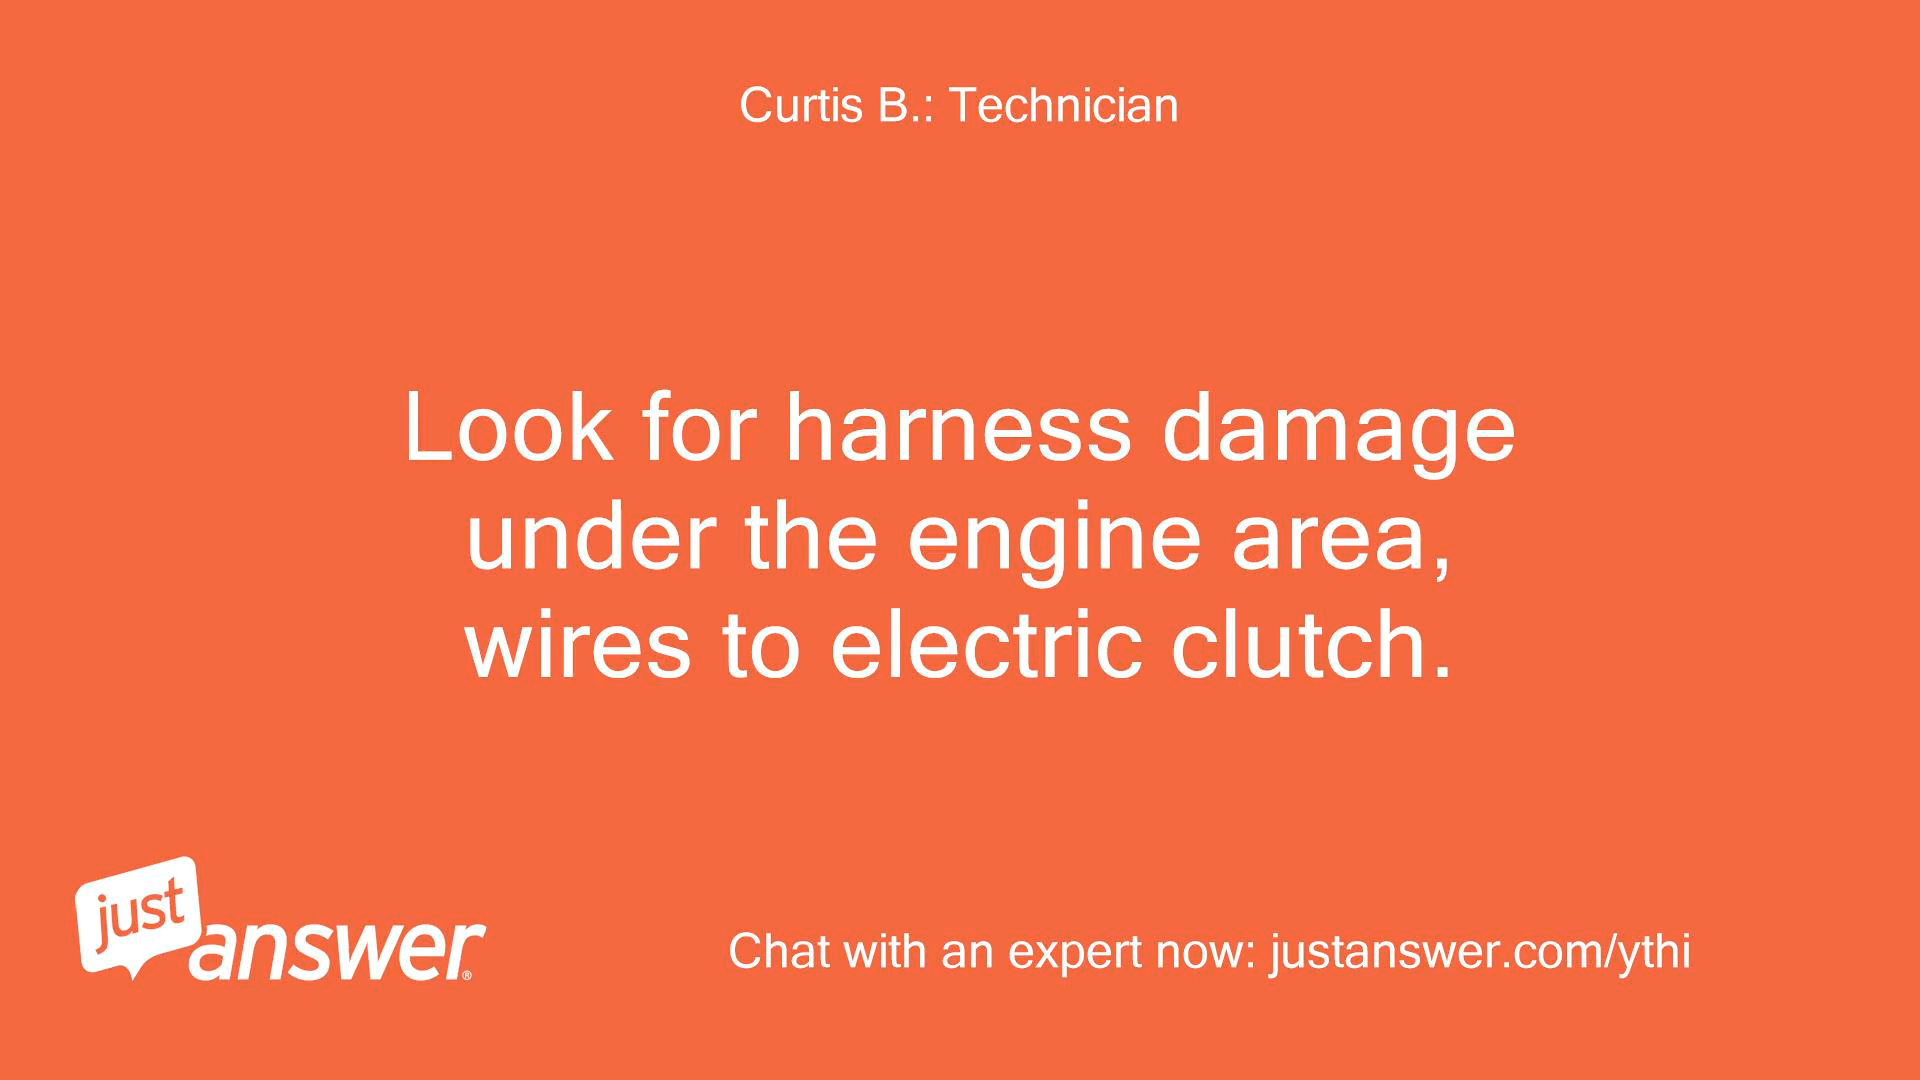 Curtis B.: Technician
Look for harness damage
under the engine area,
wires to electric clutch.
just
answer®
Chat with an expert now: justanswer.com/ythi